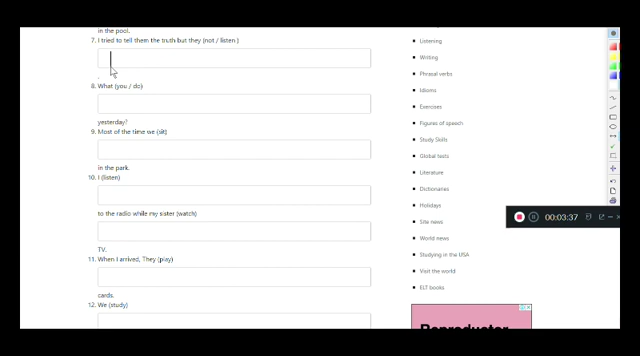 in the pool.
7. I tried to tell them the truth but they (not / listen )
.
8. What (you / do)
yesterday?
9. Most of the time we (sit)
in the park.
10. I (listen)
to the radio while my sister (watch)
TV.
11. When I arrived, They (play)
cards.
12. We (study)
Listening
Writing
Phrasal verbs
Idioms
Exercises
Figures of speech
Study Skills
Global tests
Literature
Dictionaries
Holidays
Site news
World news
Studying in the USA
Visit the world
ELT books
00:03:37
Reproductor